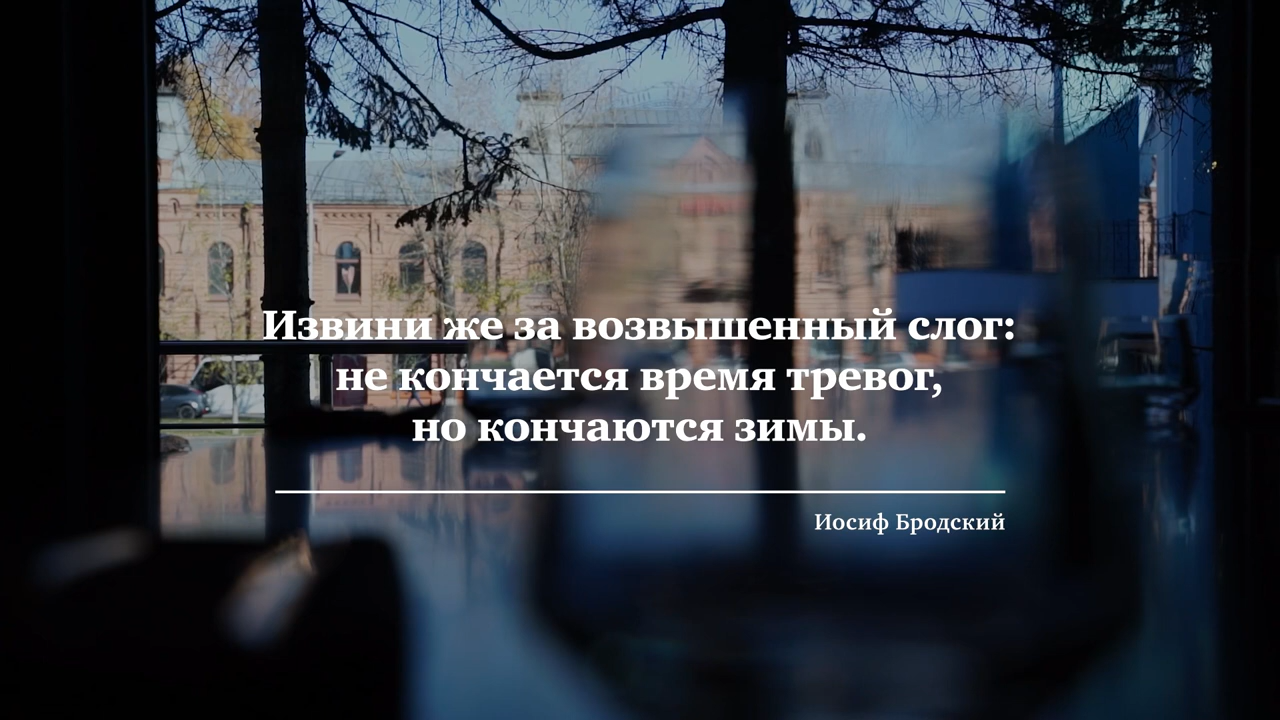 Извини же за возвышенный слог:
не кончается время тревог,
но кончаются зимы.
Иосиф Бродский